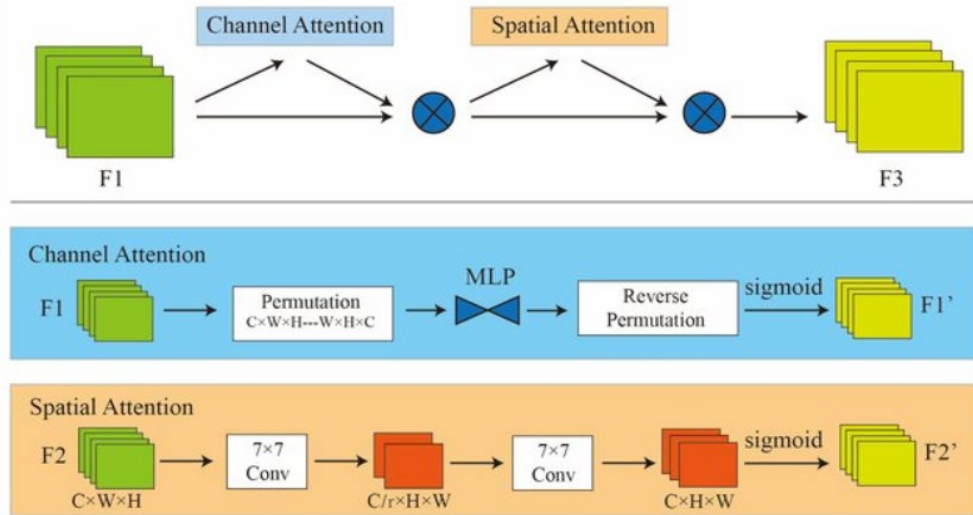 Channel Attention
Spatial Attention
F1
F3
Channel Attention
F1
Permutation
C×W×H---W×H×C
MLP
Reverse
Permutation
sigmoid
F1’
Spatial Attention
F2
C×W×H
7×7
Conv
C/r×H×W
7×7
Conv
C×H×W
sigmoid
F2’